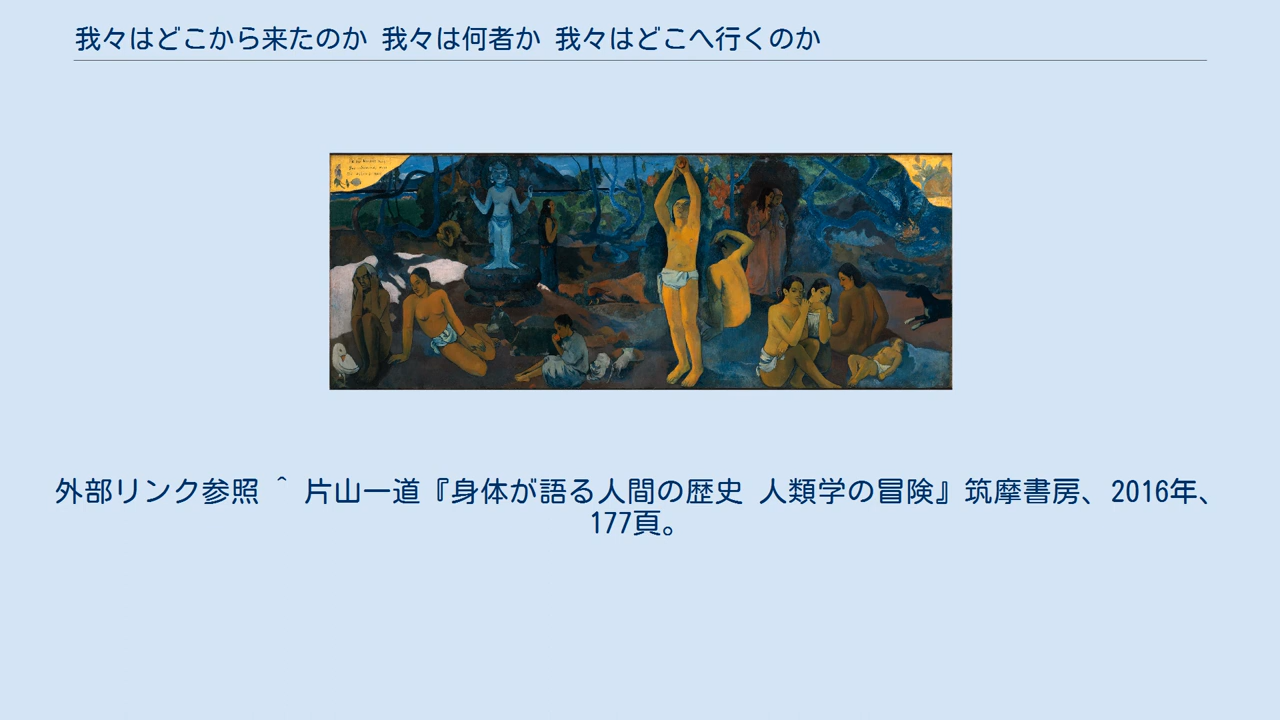 我々はどこから来たのか 我々は何者か 我々はどこへ行くのか
外部リンク参照 ^ 片山一道『身体が語る人間の歴史 人類学の冒険』筑摩書房、2016年、
177頁。